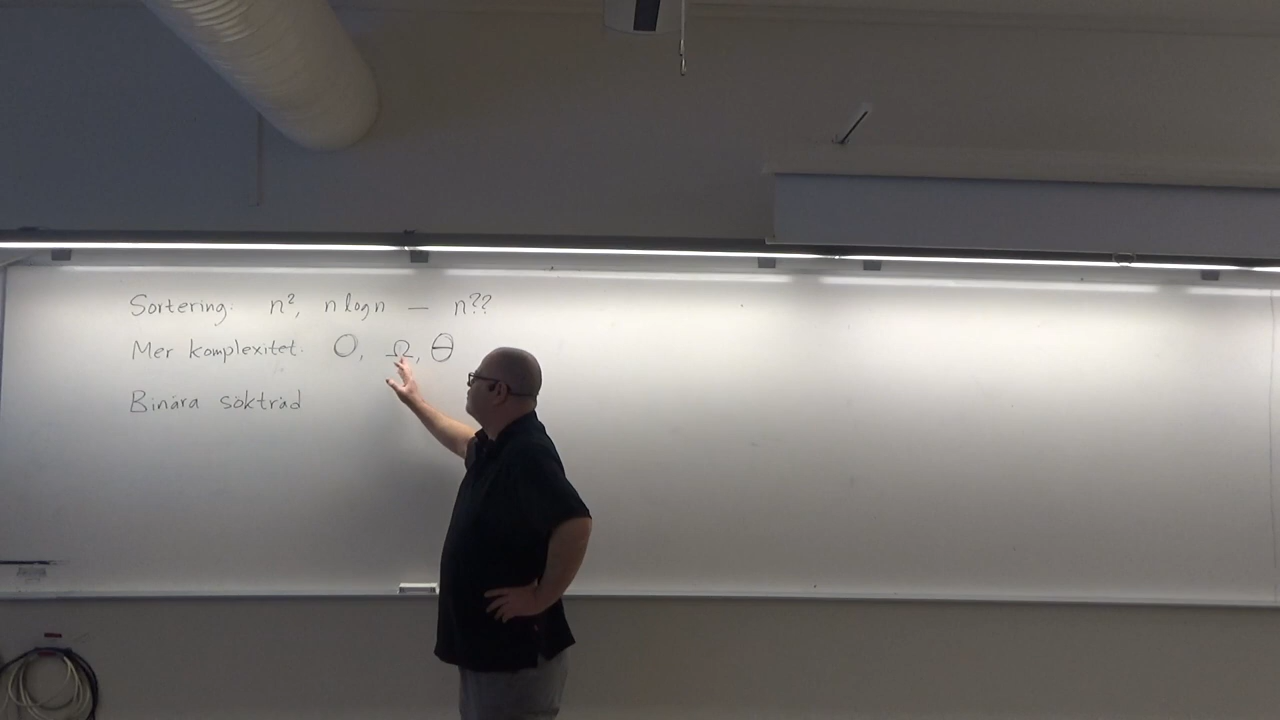 Sortering. n², n log n — n??
Mer komplexitet. O, Ω, Θ
Binära sökträd